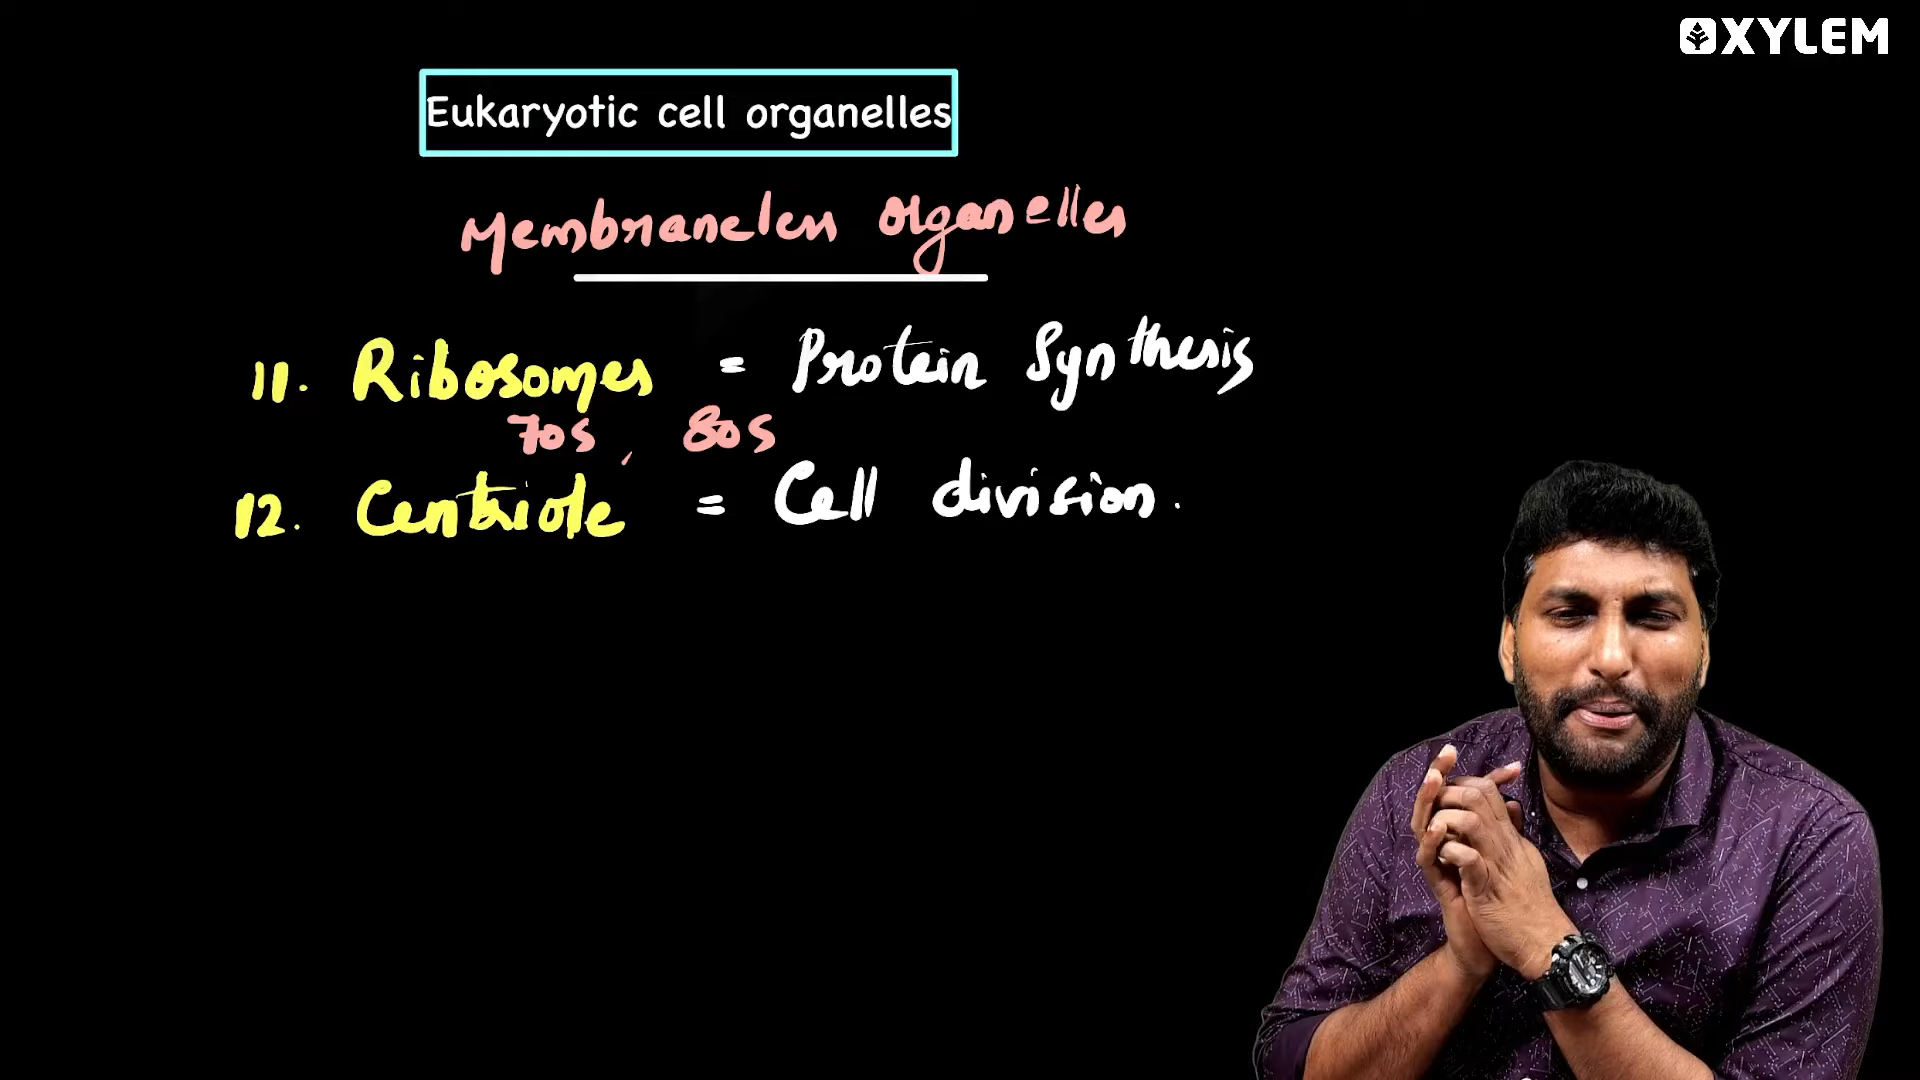 XYLEM
Eukaryotic cell organelles
Membraneless organelles
11. Ribosomes = Protein Synthesis
70s , 80s
12. Centriole = Cell division.